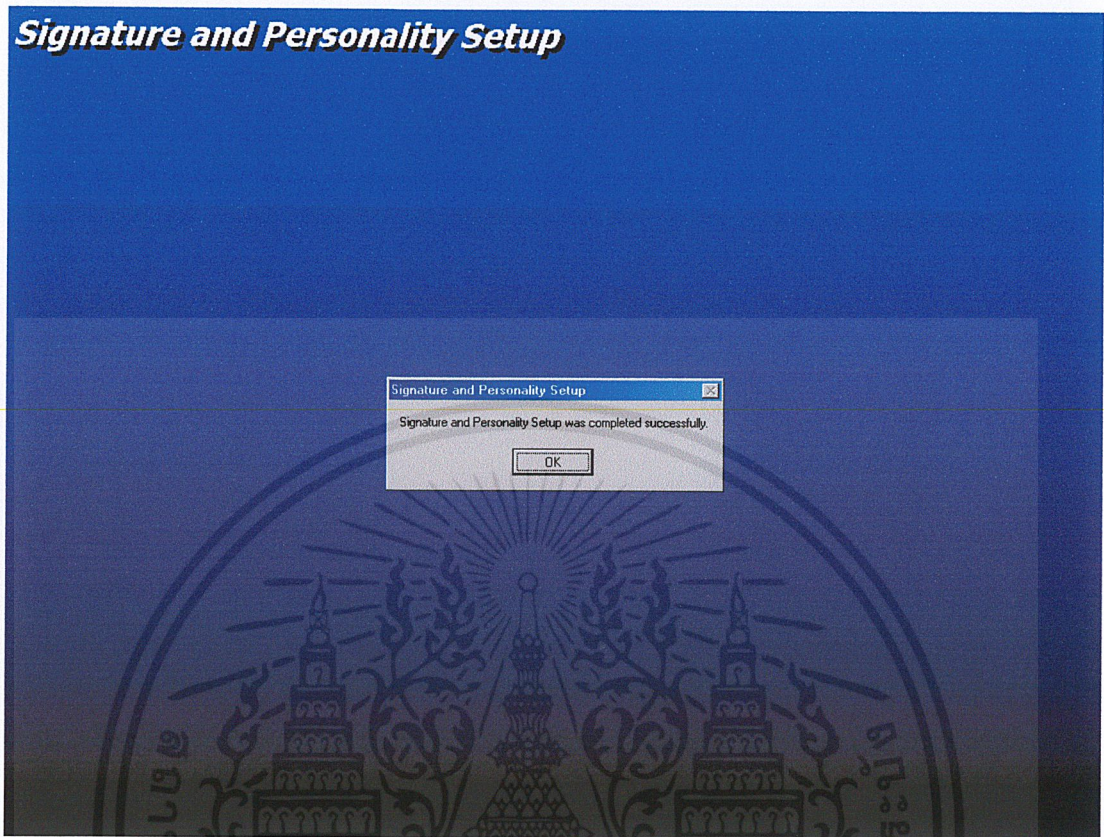 Signature and Personality Setup
Signature and Personality Setup
Signature and Personality Setup was completed successfully.
OK